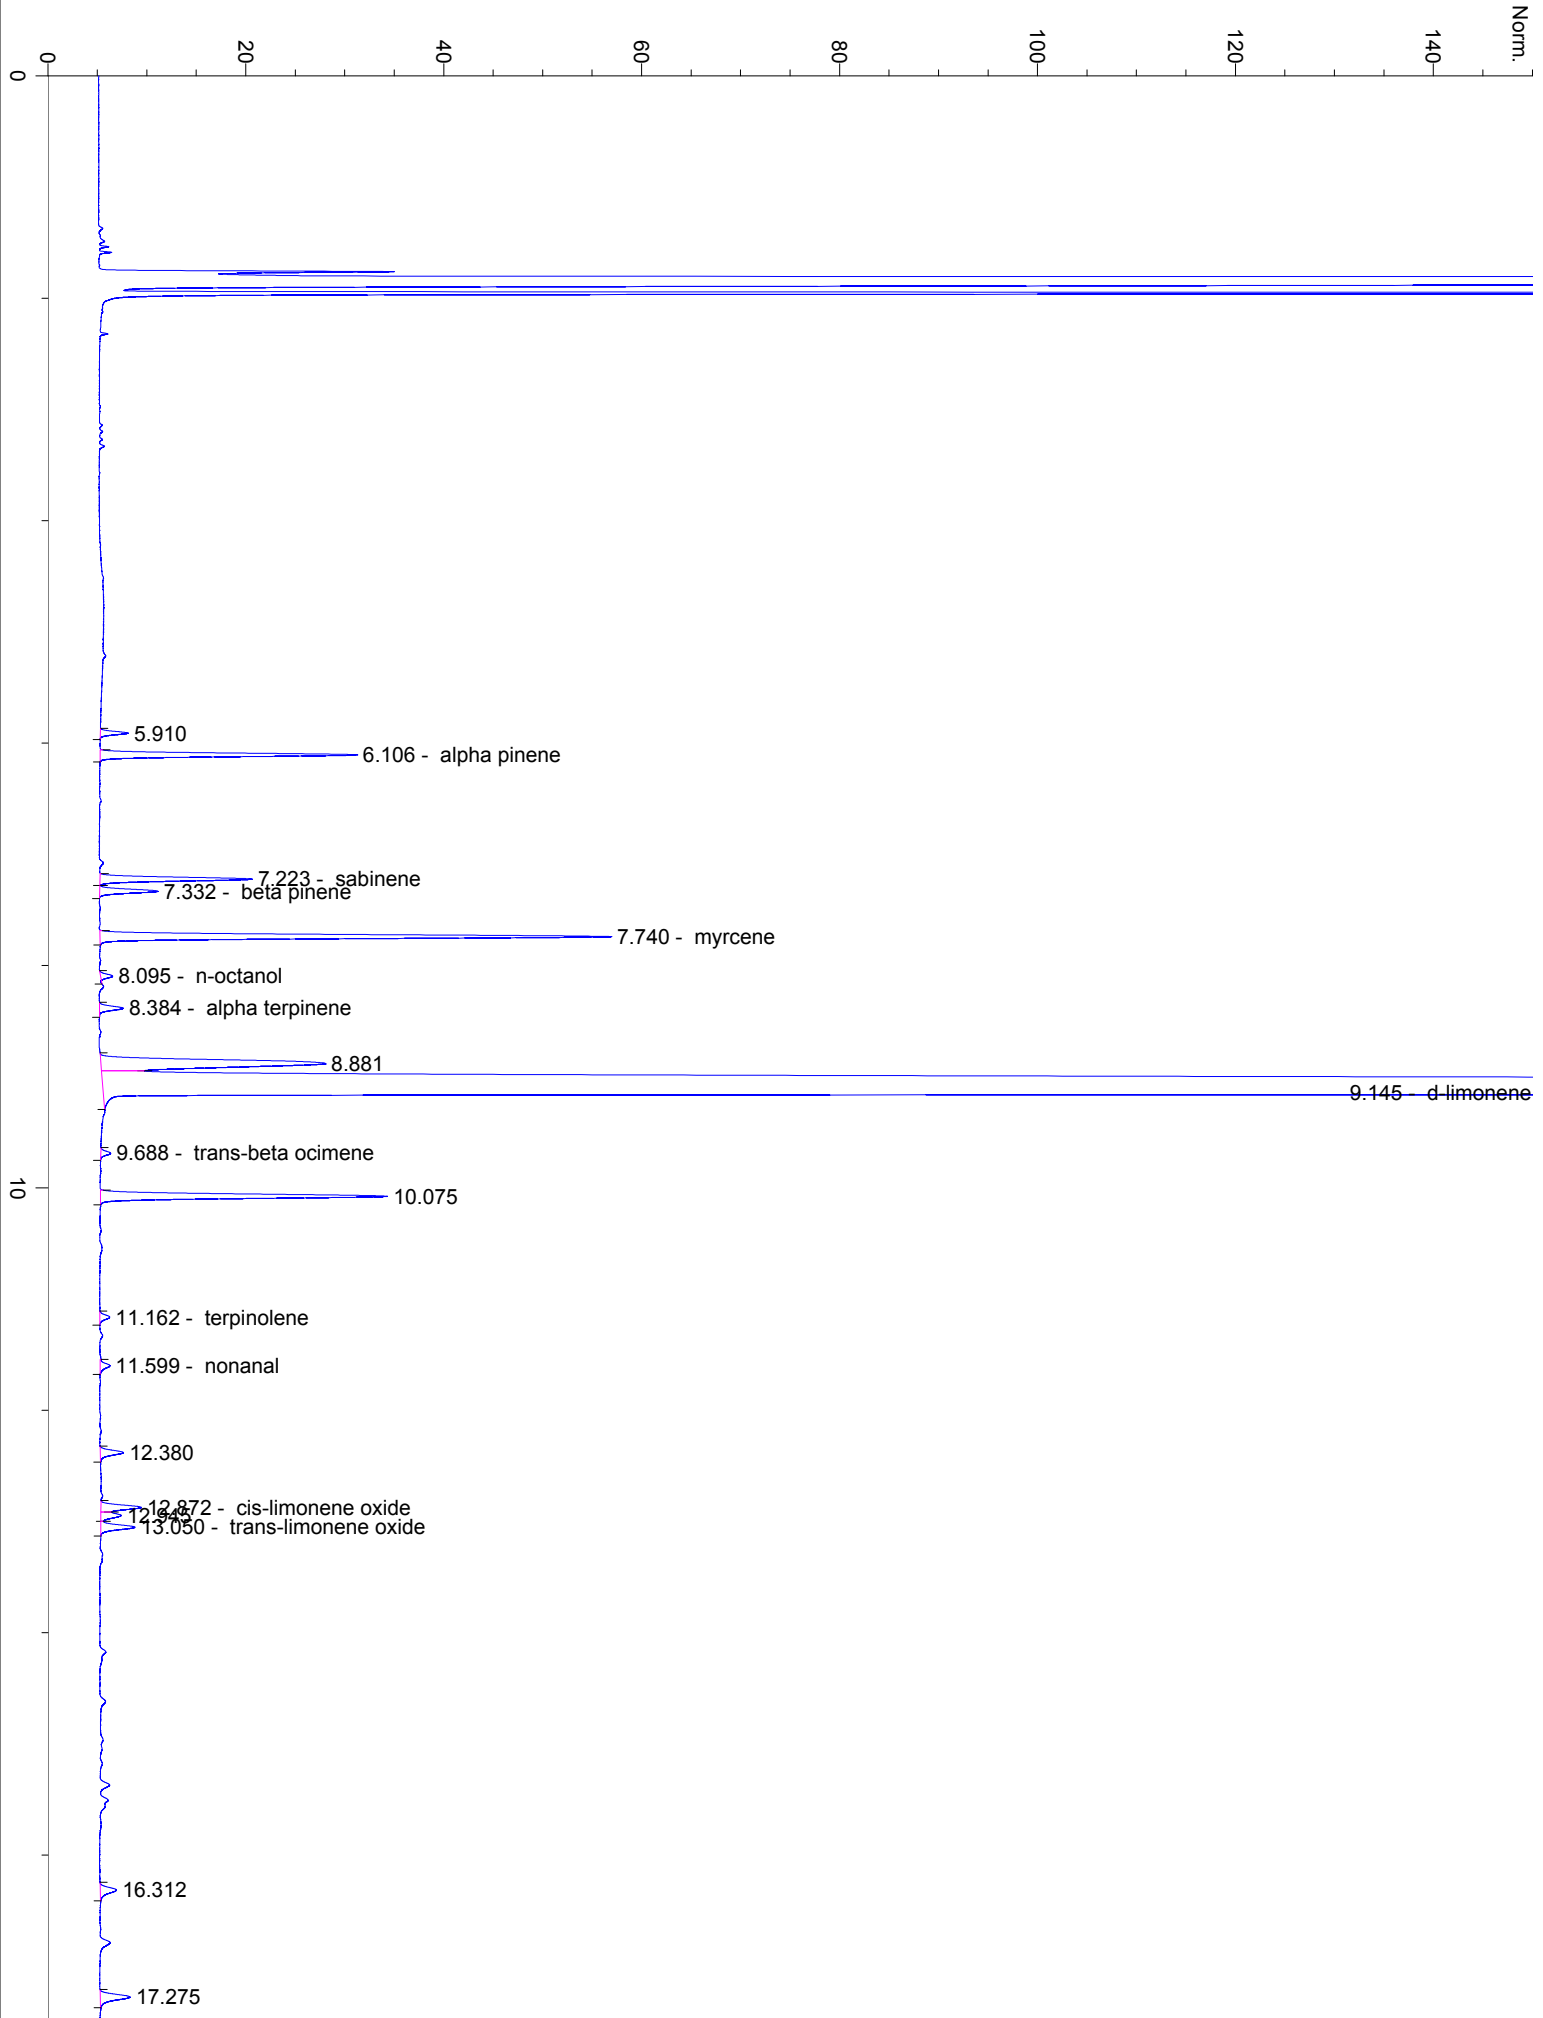 Norm.
0
20
40
60
80
100
120
140
0
5.910
6.106 - alpha pinene
7.223 - sabinene
7.332 - beta pinene
7.740 - myrcene
8.095 - n-octanol
8.384 - alpha terpinene
8.881
9.145 - d-limonene
9.688 - trans-beta ocimene
10
10.075
11.162 - terpinolene
11.599 - nonanal
12.380
12.872 - cis-limonene oxide
12.945
13.050 - trans-limonene oxide
16.312
17.275